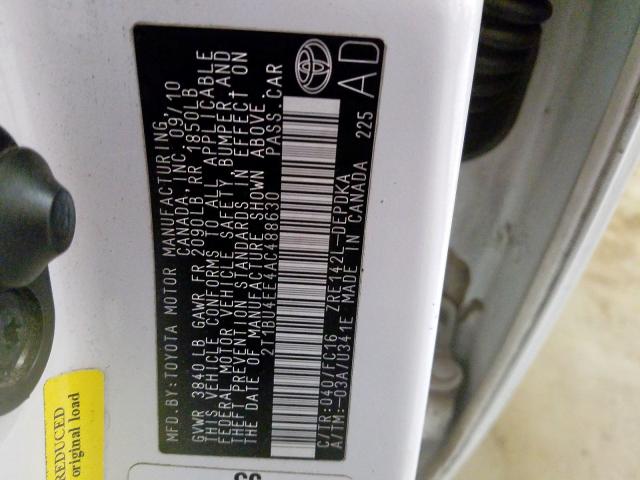 MFD.BY:TOYOTA MOTOR MANUFACTURING
CANADA, INC. 09/10
GVWR 3840LB GAWR FR 2090LB RR 1850LB
THIS VEHICLE CONFORMS TO ALL APPLICABLE
FEDERAL MOTOR VEHICLE SAFETY, BUMPER, AND
THEFT PREVENTION STANDARDS IN EFFECT ON
THE DATE OF MANUFACTURE SHOWN ABOVE.
2T1BU4EE4AC488630 PASS.CAR
C/TR:040/FC16 ZRE142L-DEPDKA
A/TM:-03A/U341E MADE IN CANADA 225
AD
REDUCED
original load